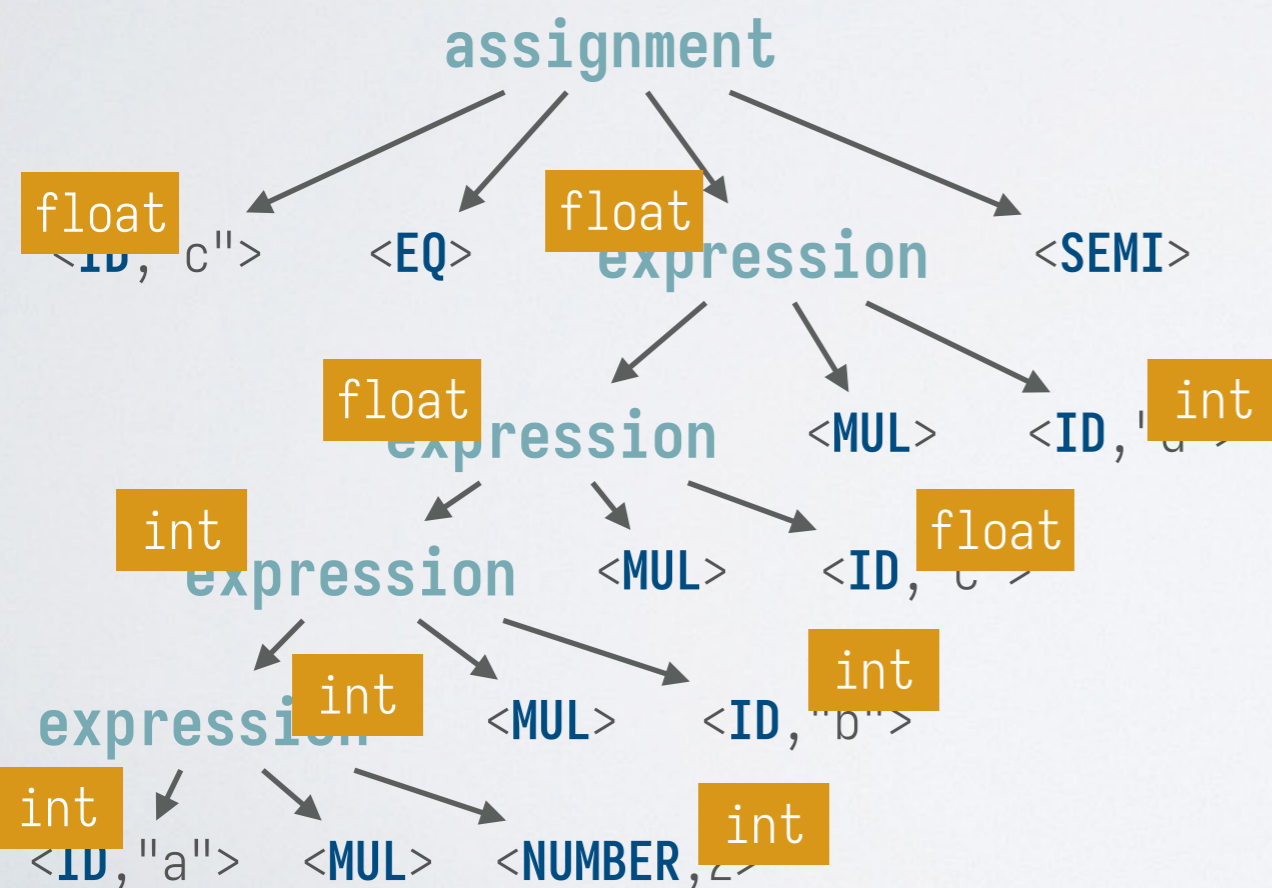 assignment
float float
<ID, c"> <EQ> expression <SEMI>
float int
expression <MUL> <ID,
int float
expression <MUL> <ID,
int int
expression <MUL> <ID,"b">
int int
<ID,"a"> <MUL> <NUMBER,